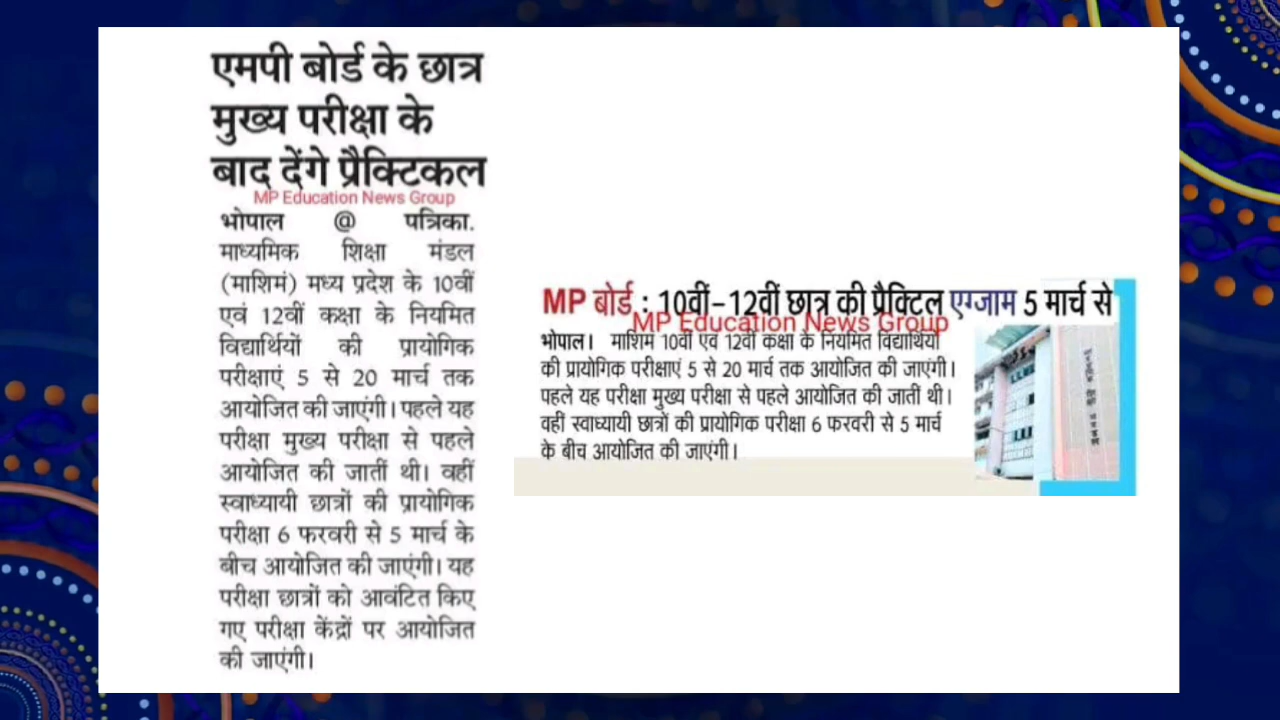 एमपी बोर्ड के छात्र
मुख्य परीक्षा के
बाद देंगे प्रैक्टिकल
MP Education News Group
भोपाल @ पत्रिका.
माध्यमिक शिक्षा मंडल
(माशिमं) मध्य प्रदेश के 10वीं
एवं 12वीं कक्षा के नियमित
विद्यार्थियों की प्रायोगिक
परीक्षाएं 5 से 20 मार्च तक
आयोजित की जाएंगी। पहले यह
परीक्षा मुख्य परीक्षा से पहले
आयोजित की जातीं थी। वहीं
स्वाध्यायी छात्रों की प्रायोगिक
परीक्षा 6 फरवरी से 5 मार्च के
बीच आयोजित की जाएंगी। यह
परीक्षा छात्रों को आवंटित किए
गए परीक्षा केंद्रों पर आयोजित
की जाएंगी।
MP बोर्ड : 10वीं-12वीं छात्र की प्रैक्टिल एग्जाम 5 मार्च से
MP Education News Group
भोपाल। माशिमं 10वीं एवं 12वीं कक्षा के नियमित विद्यार्थियों
की प्रायोगिक परीक्षाएं 5 से 20 मार्च तक आयोजित की जाएंगी।
पहले यह परीक्षा मुख्य परीक्षा से पहले आयोजित की जातीं थी।
वहीं स्वाध्यायी छात्रों की प्रायोगिक परीक्षा 6 फरवरी से 5 मार्च
के बीच आयोजित की जाएंगी।